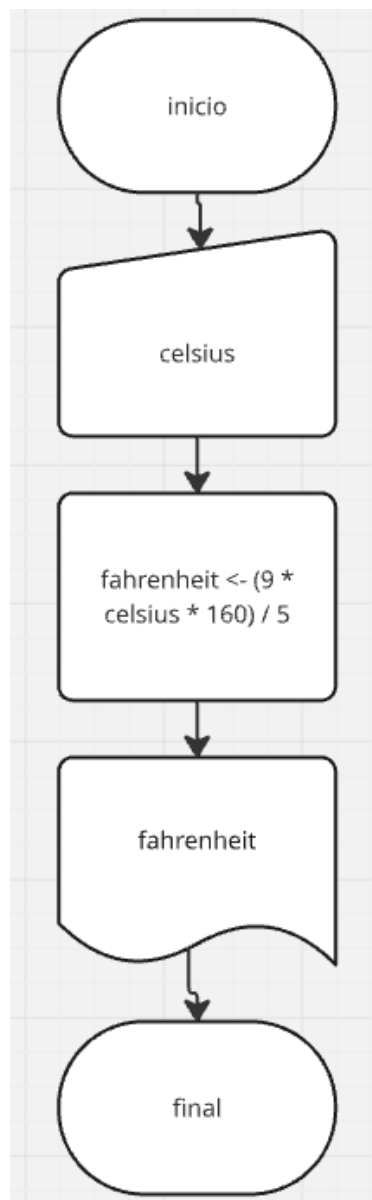 inicio
celsius
fahrenheit <- (9 *
celsius * 160) / 5
fahrenheit
final